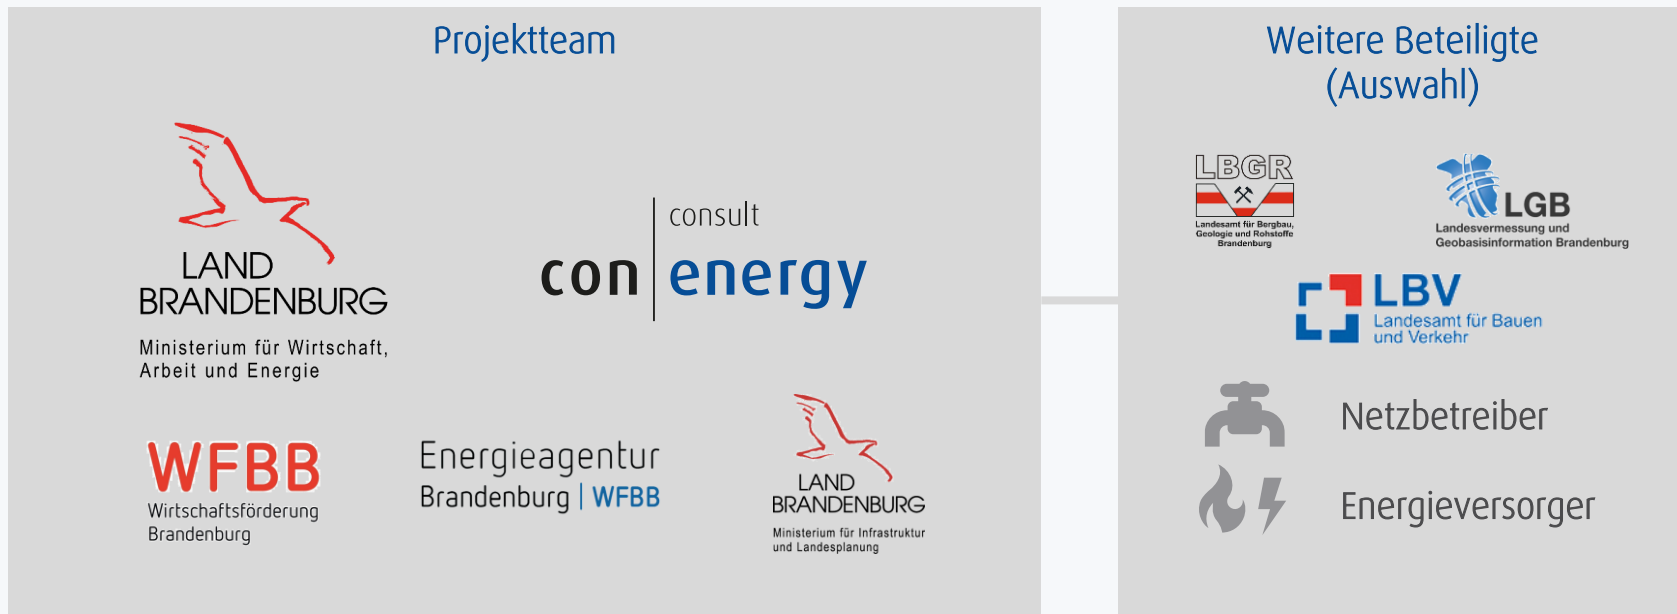 Projektteam
LAND
BRANDENBURG
Ministerium für Wirtschaft,
Arbeit und Energie
consult
con energy
WFBB
Wirtschaftsförderung
Brandenburg
Energieagentur
Brandenburg | WFBB
LAND
BRANDENBURG
Ministerium für Infrastruktur
und Landesplanung
Weitere Beteiligte
(Auswahl)
LBGR
Landesamt für Bergbau,
Geologie und Rohstoffe
Brandenburg
LGB
Landesvermessung und
Geobasisinformation Brandenburg
LBV
Landesamt für Bauen
und Verkehr
Netzbetreiber
Energieversorger